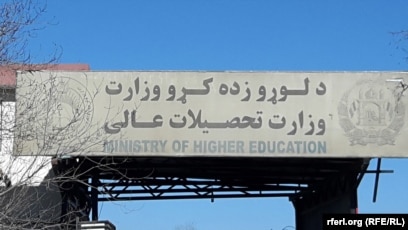 د لوړو زده کړو وزارت
وزارت تحصیلات عالی
MINISTRY OF HIGHER EDUCATION
rferl.org (RFE/RL)